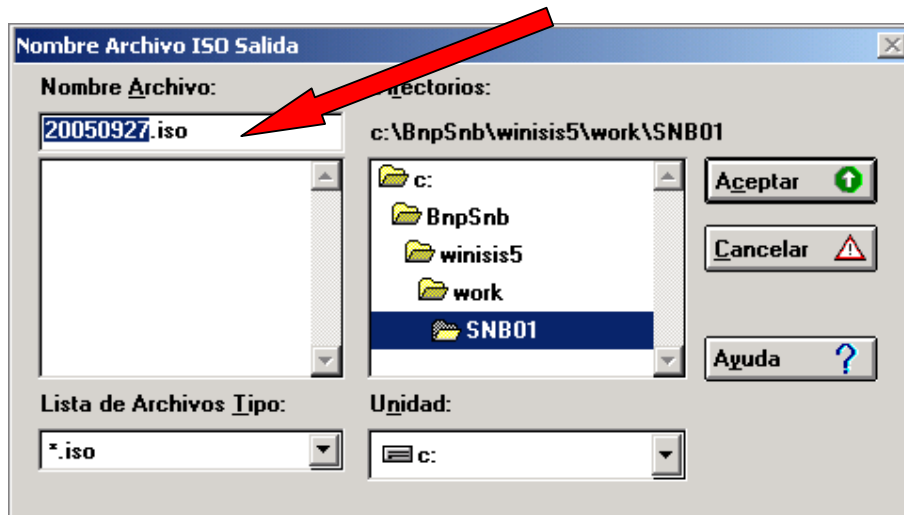 Nombre Archivo ISO Salida
Nombre Archivo:
20050927.iso
Directorios:
c:\BnpSnb\winisis5\work\SNB01
c:
BnpSnb
winisis5
work
SNB01
Aceptar
Cancelar
Ayuda
Lista de Archivos Tipo:
*.iso
Unidad:
c: